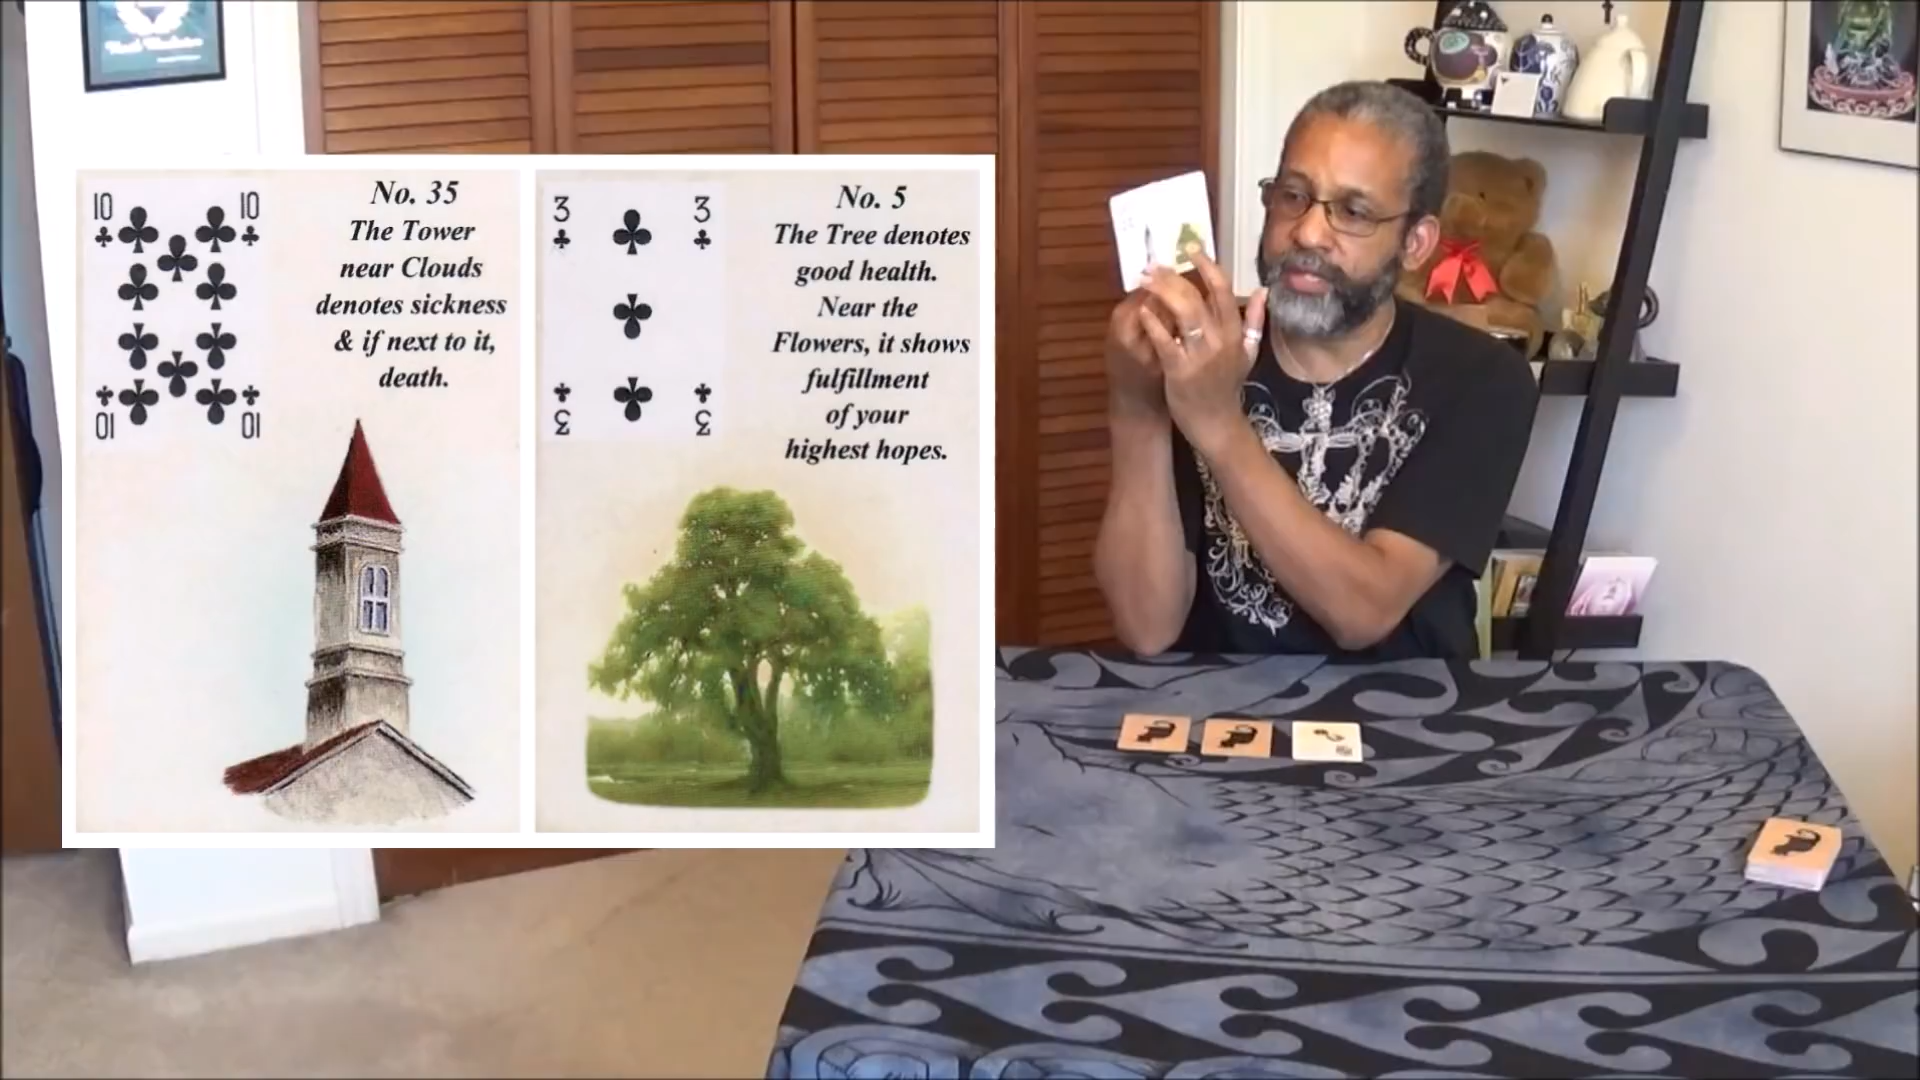 10
10
No. 35
The Tower
near Clouds
denotes sickness
& if next to it,
death.
10
10
3
3
No. 5
The Tree denotes
good health.
Near the
Flowers, it shows
fulfillment
of your
highest hopes.
3
3